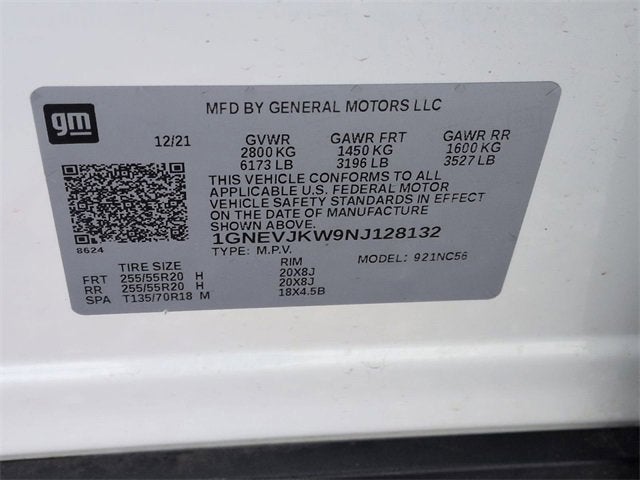 gm
MFD BY GENERAL MOTORS LLC
12/21 GVWR GAWR FRT GAWR RR
2800 KG 1450 KG 1600 KG
6173 LB 3196 LB 3527 LB
THIS VEHICLE CONFORMS TO ALL
APPLICABLE U.S. FEDERAL MOTOR
VEHICLE SAFETY STANDARDS IN EFFECT
ON THE DATE OF MANUFACTURE
SHOWN ABOVE.
8624 1GNEVJKW9NJ128132
TYPE: M.P.V. MODEL: 921NC56
TIRE SIZE RIM
FRT 255/55R20 H 20X8J
RR 255/55R20 H 20X8J
SPA T135/70R18 M 18X4.5B